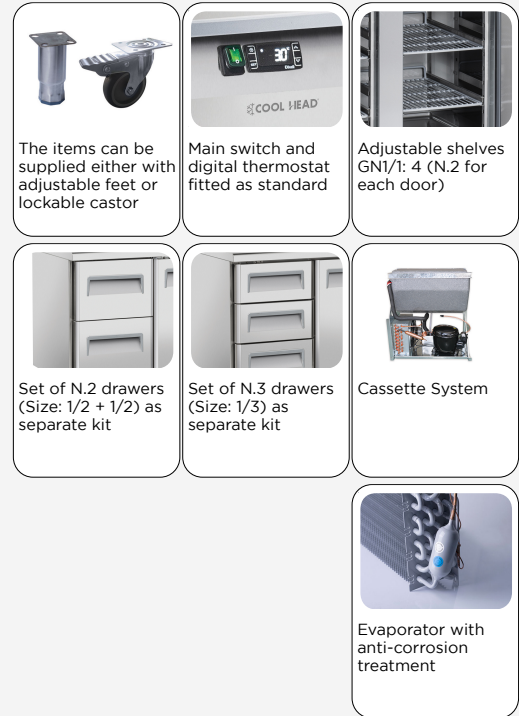 30°
COOL HEAD
The items can be
supplied either with
adjustable feet or
lockable castor
Main switch and
digital thermostat
fitted as standard
Adjustable shelves
GN1/1: 4 (N.2 for
each door)
Set of N.2 drawers
(Size: 1/2 + 1/2) as
separate kit
Set of N.3 drawers
(Size: 1/3) as
separate kit
Cassette System
Evaporator with
anti-corrosion
treatment